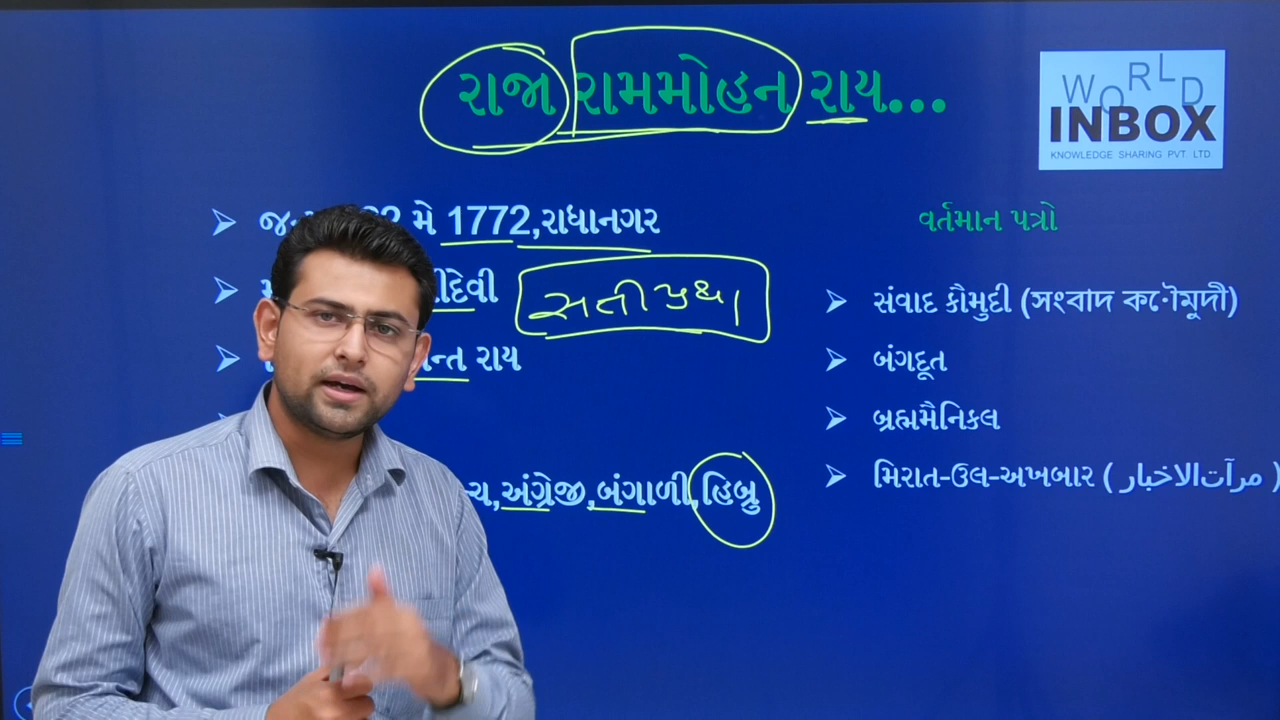 રાજા રામમોહન રાય...
WORLD
INBOX
KNOWLEDGE SHARING PVT. LTD.
મે 1772,રાધાનગર
સતીપ્રથા
રાય
,અંગ્રેજી,બંગાળી,હિબ્રુ
વર્તમાન પત્રો
સંવાદ કૌમુદી (সংবাদ কৌমুদী)
બંગદૂત
બ્રહ્મમૈનિકલ
મિરાત-ઉલ-અખબાર ( مرآت الاخبار )